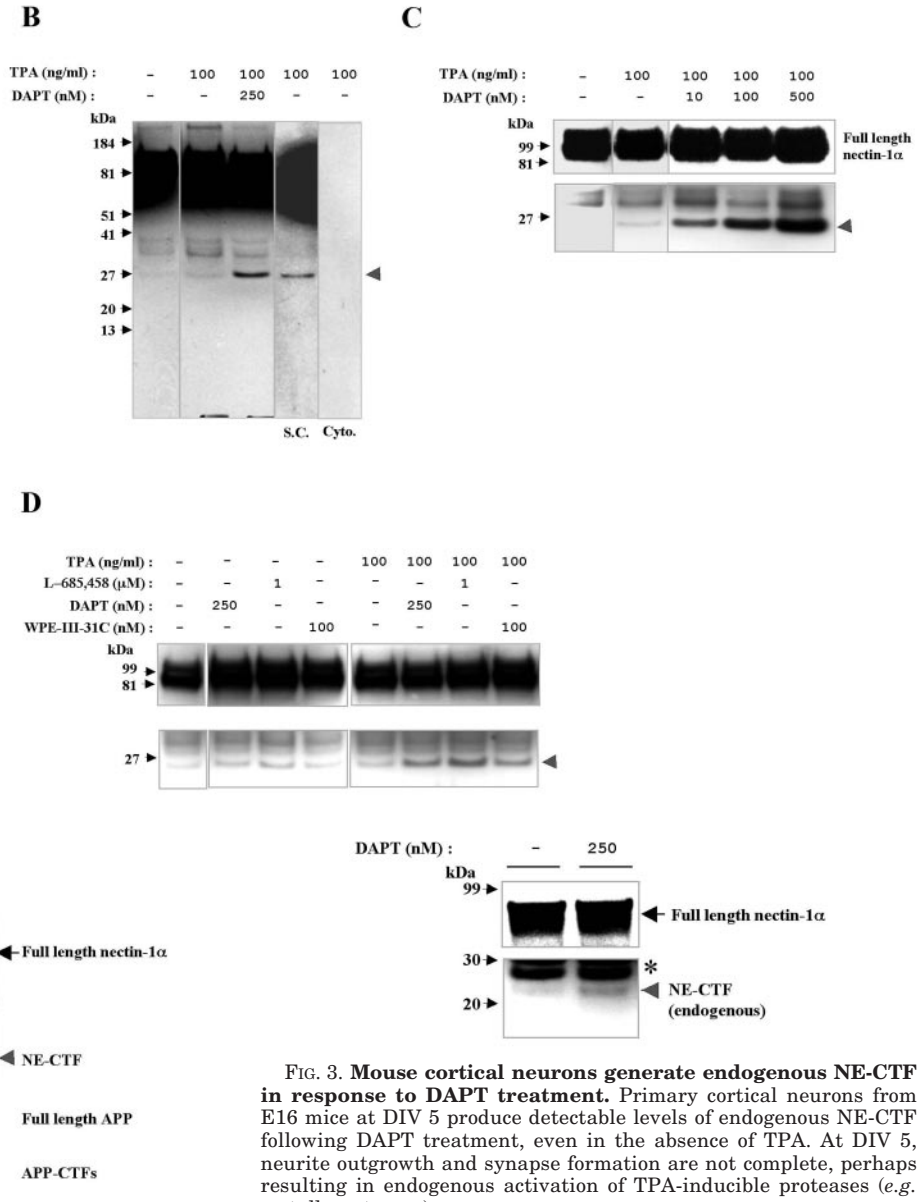 B
TPA (ng/ml) : - 100 100 100 100
DAPT (nM) : - - 250 - -
kDa
184
81
51
41
27
20
13
S.C. Cyto.
C
TPA (ng/ml) : - 100 100 100 100
DAPT (nM) : - - 10 100 500
kDa
99
81
Full length
nectin-1α
27
D
TPA (ng/ml) : - - - - 100 100 100 100
L-685,458 (μM) : - - 1 - - - 1 -
DAPT (nM) : - 250 - - - 250 - -
WPE-III-31C (nM) : - - - 100 - - - 100
kDa
99
81
27
DAPT (nM) : - 250
kDa
99
Full length nectin-1α
30
*
20
NE-CTF
(endogenous)
Full length nectin-1α
NE-CTF
Full length APP
APP-CTFs
FIG. 3. Mouse cortical neurons generate endogenous NE-CTF
in response to DAPT treatment. Primary cortical neurons from
E16 mice at DIV 5 produce detectable levels of endogenous NE-CTF
following DAPT treatment, even in the absence of TPA. At DIV 5,
neurite outgrowth and synapse formation are not complete, perhaps
resulting in endogenous activation of TPA-inducible proteases (e.g.